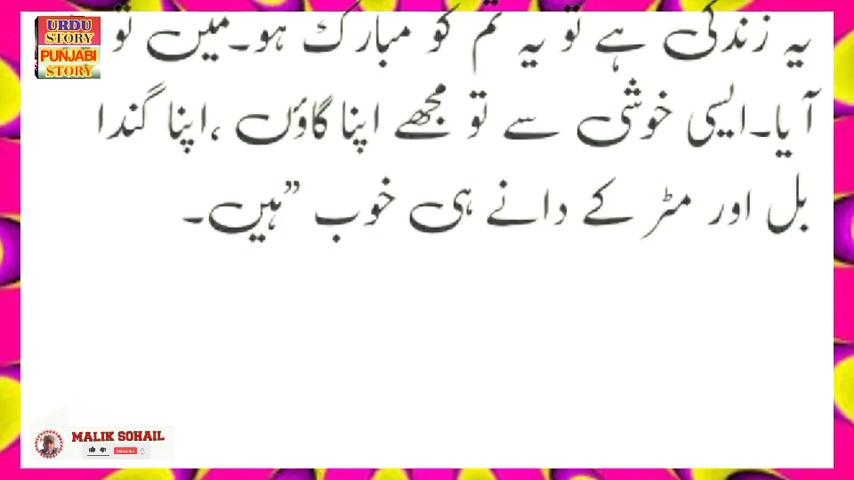 URDU
STORY
PUNJABI
STORY
یہ زندگی ہے تو یہ تم کو مبارک ہو۔میں تو
آیا۔ایسی خوشی سے تو مجھے اپنا گاؤں ،اپنا گندا
بل اور مٹر کے دانے ہی خوب ”ہیں۔
MALIK SOHAIL